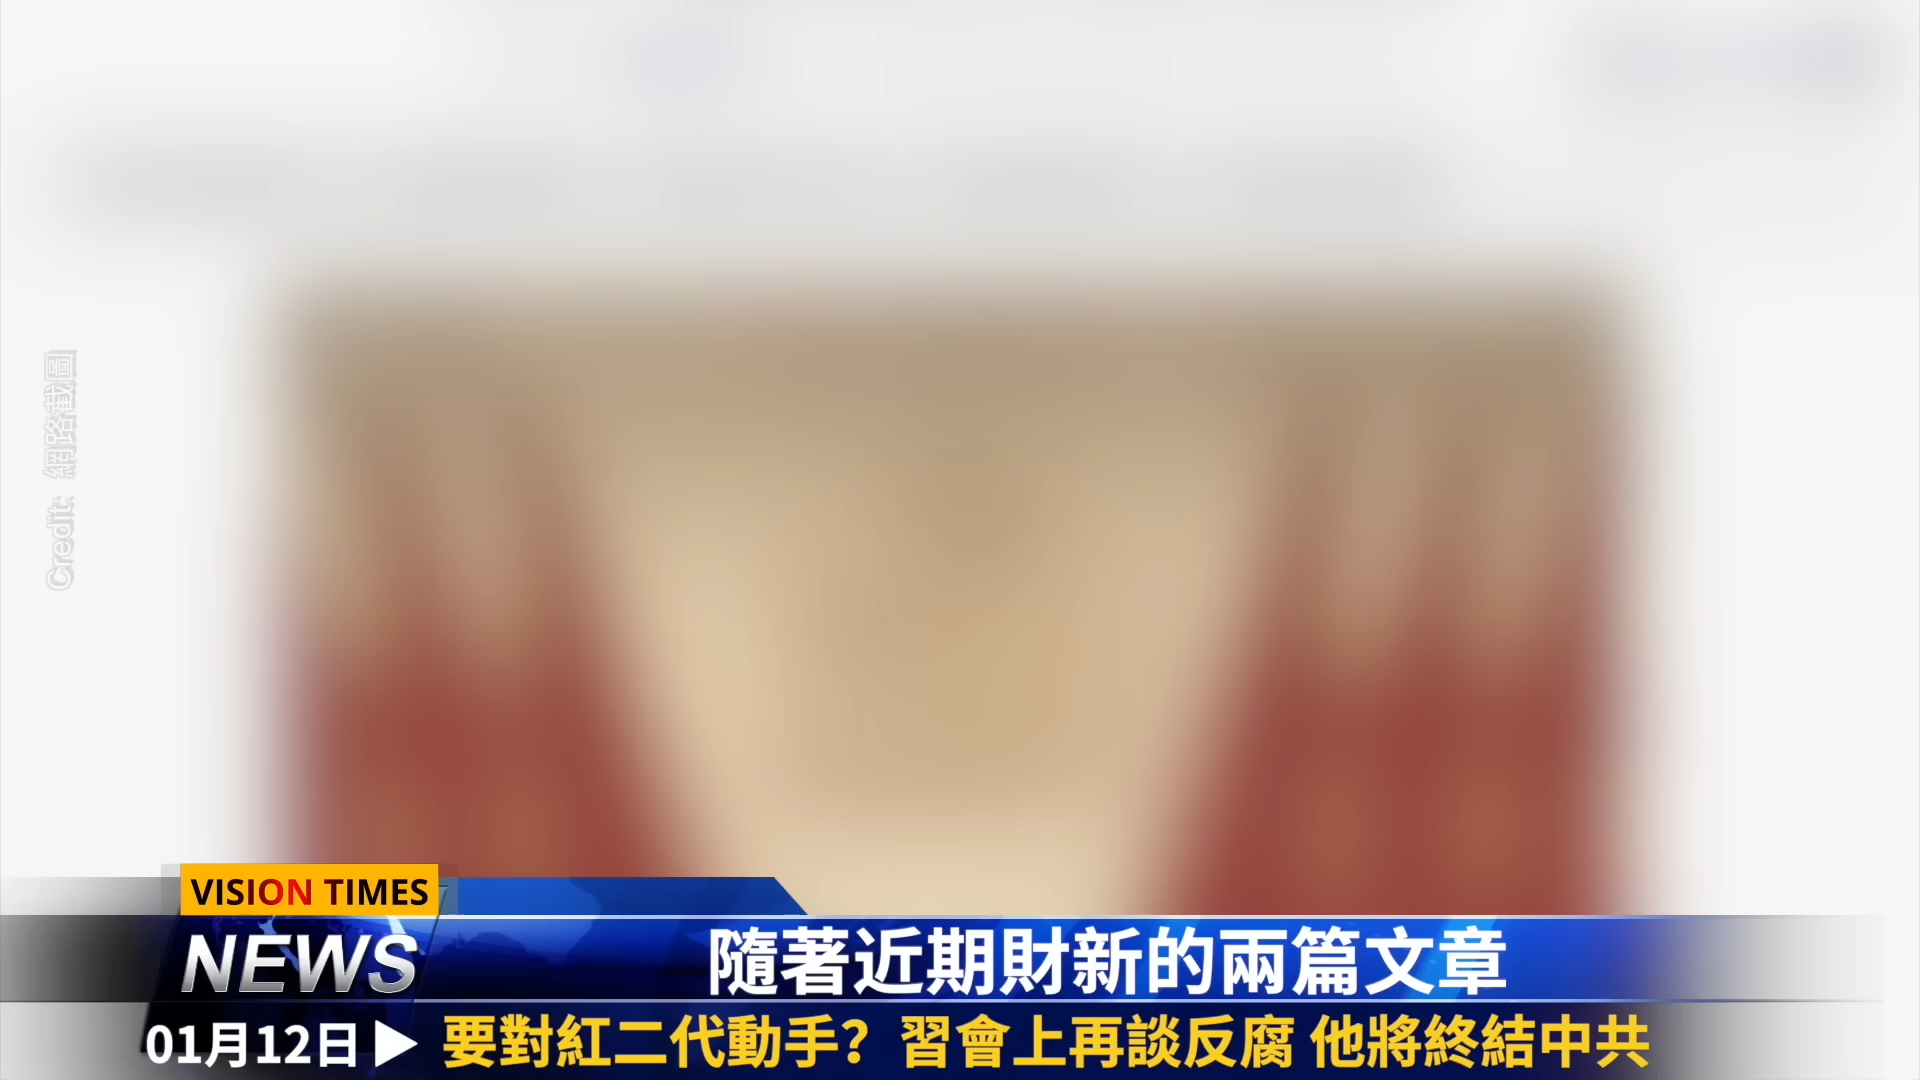 Credit: 網路截圖
VISION TIMES
NEWS
隨著近期財新的兩篇文章
01月12日▶
要對紅二代動手？習會上再談反腐 他將終結中共